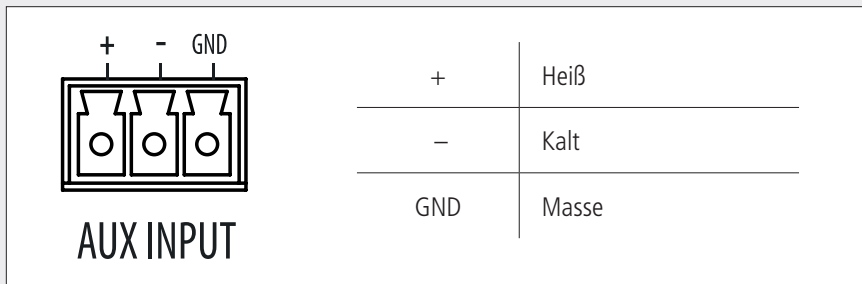 + - GND
AUX INPUT
+ Heiß
– Kalt
GND Masse